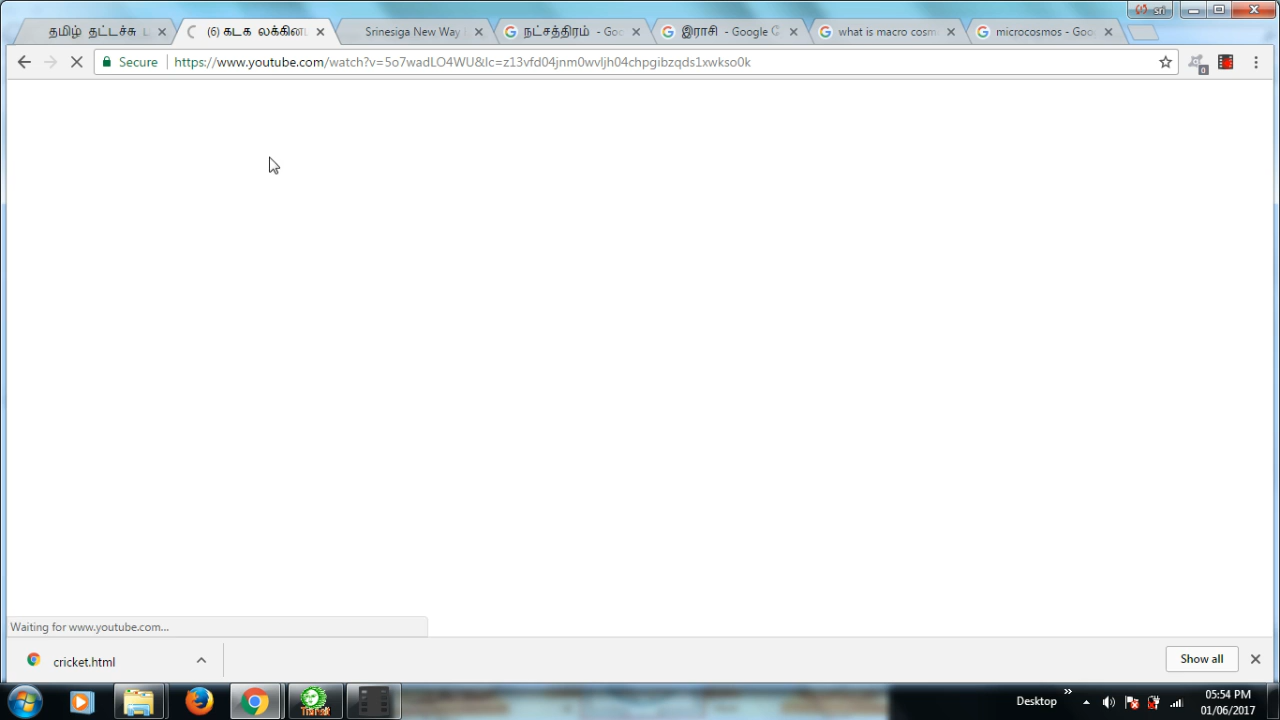 sri
தமிழ் தட்டச்சு
(6) கடக லக்கின
Srinesiga New Way
நட்சத்திரம் - Goo
இராசி - Google
what is macro cosm
microcosmos - Goo
Secure
https://www.youtube.com/watch?v=5o7wadLO4WU&lc=z13vfd04jnm0wvljh04chpgibzqds1xwkso0k
0
Waiting for www.youtube.com...
cricket.html
Show all
Desktop
05:54 PM
01/06/2017